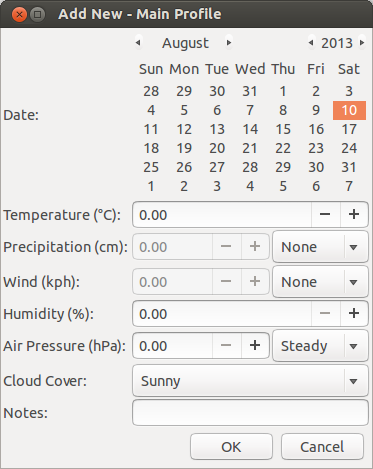 Add New - Main Profile
August 2013
Sun Mon Tue Wed Thu Fri Sat
28 29 30 31 1 2 3
Date: 4 5 6 7 8 9 10
11 12 13 14 15 16 17
18 19 20 21 22 23 24
25 26 27 28 29 30 31
1 2 3 4 5 6 7
Temperature (°C): 0.00 − +
Precipitation (cm): 0.00 − + None
Wind (kph): 0.00 − + None
Humidity (%): 0.00 − +
Air Pressure (hPa): 0.00 − + Steady
Cloud Cover: Sunny
Notes:
OK Cancel